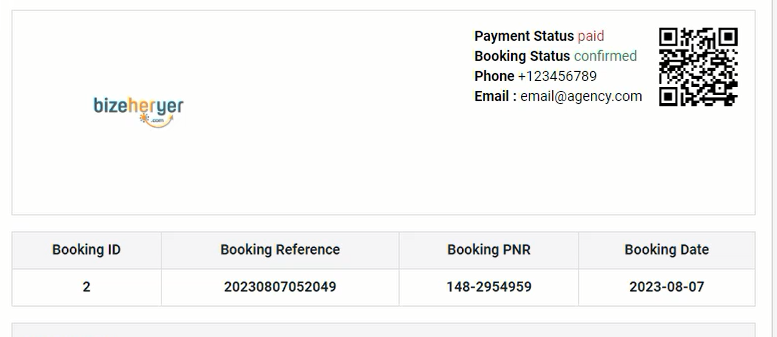 Payment Status paid
Booking Status confirmed
Phone +123456789
Email : email@agency.com
bizeheryer
.com
Booking ID Booking Reference Booking PNR Booking Date
2 20230807052049 148-2954959 2023-08-07